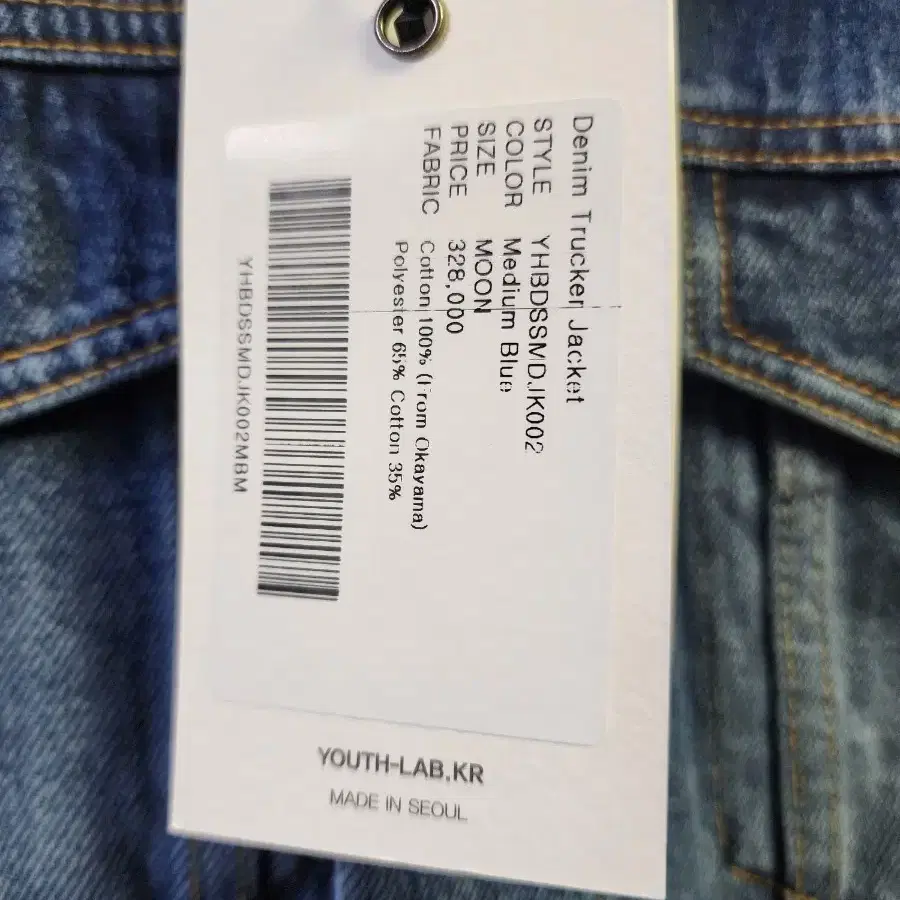 Denim Trucker Jacket
STYLE YHBDSSMDJK002
COLOR Medium Blue
SIZE MOON
PRICE 328,000
FABRIC Cotton 100% (From Okayama)
Polyester 65% Cotton 35%
YHBDSSMDJK002MBM
YOUTH-LAB.KR
MADE IN SEOUL